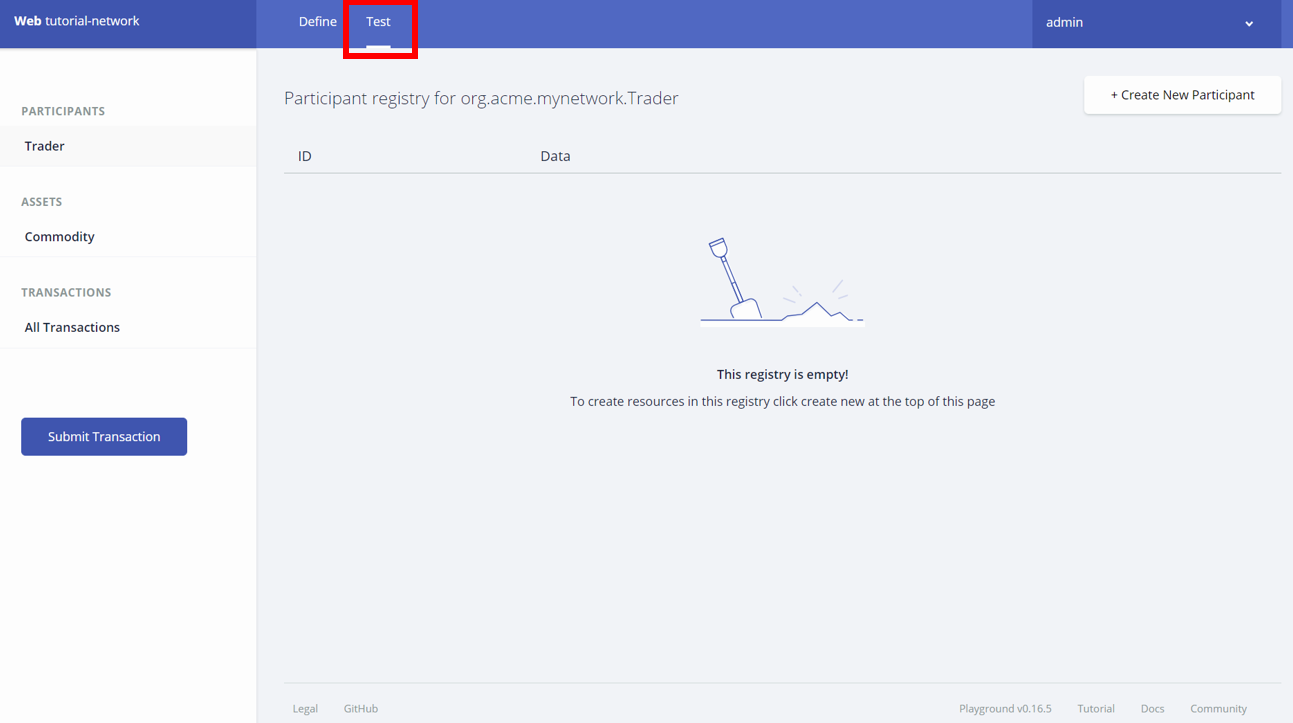 Web tutorial-network
Define
Test
admin
PARTICIPANTS
Trader
ASSETS
Commodity
TRANSACTIONS
All Transactions
Submit Transaction
Participant registry for org.acme.mynetwork.Trader
+ Create New Participant
ID
Data
This registry is empty!
To create resources in this registry click create new at the top of this page
Legal
GitHub
Playground v0.16.5
Tutorial
Docs
Community